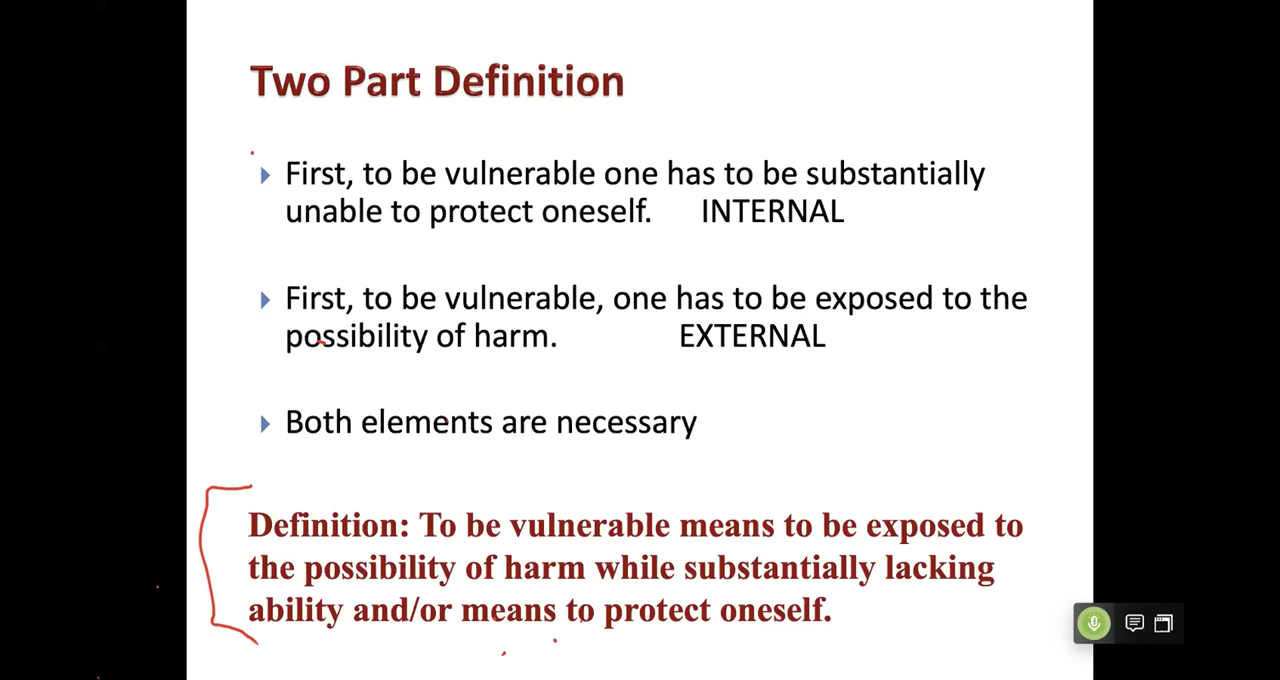 Two Part Definition
First, to be vulnerable one has to be substantially
unable to protect oneself. INTERNAL
First, to be vulnerable, one has to be exposed to the
possibility of harm. EXTERNAL
Both elements are necessary
Definition: To be vulnerable means to be exposed to
the possibility of harm while substantially lacking
ability and/or means to protect oneself.